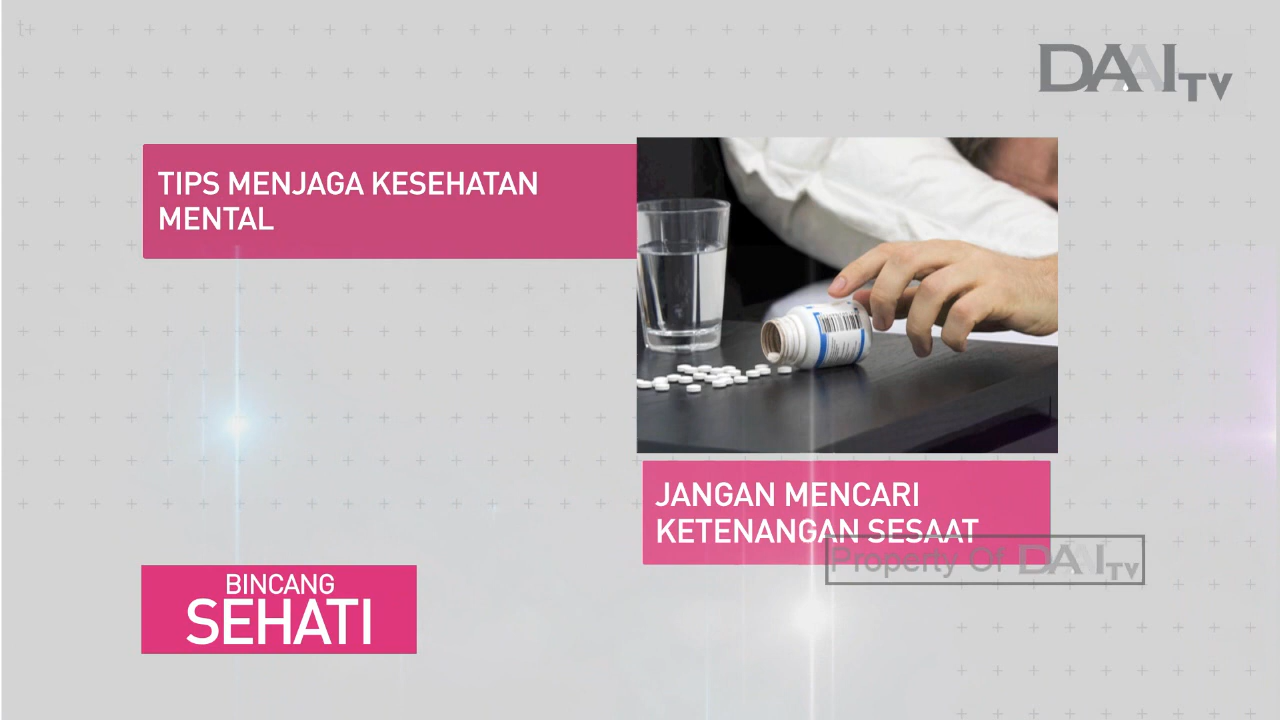 DAAI TV
TIPS MENJAGA KESEHATAN
MENTAL
JANGAN MENCARI
KETENANGAN SESAAT
Property Of DAAI TV
BINCANG
SEHATI